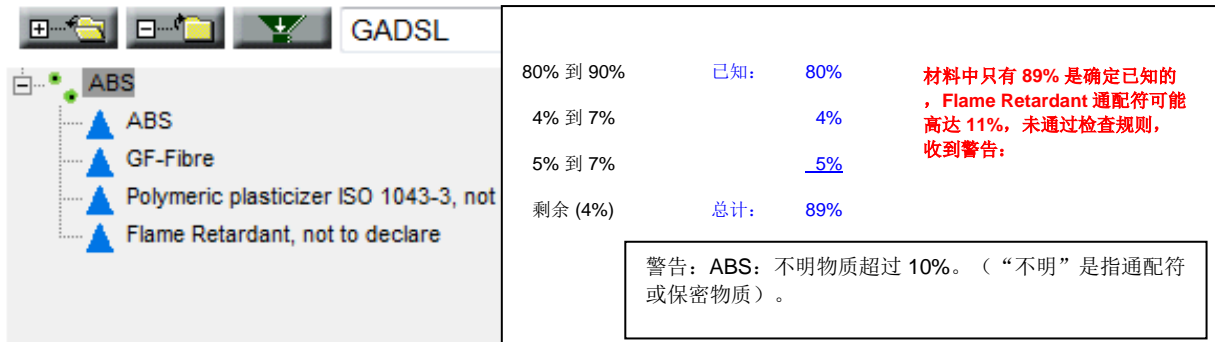 GADSL
ABS
ABS
GF-Fibre
Polymeric plasticizer ISO 1043-3, not
Flame Retardant, not to declare
80% 到 90% 已知： 80%
4% 到 7% 4%
5% 到 7% 5%
剩余 (4%) 总计： 89%
材料中只有 89% 是确定已知的
，Flame Retardant 通配符可能
高达 11%，未通过检查规则，
收到警告：
警告：ABS：不明物质超过 10%。（“不明”是指通配符
或保密物质）。